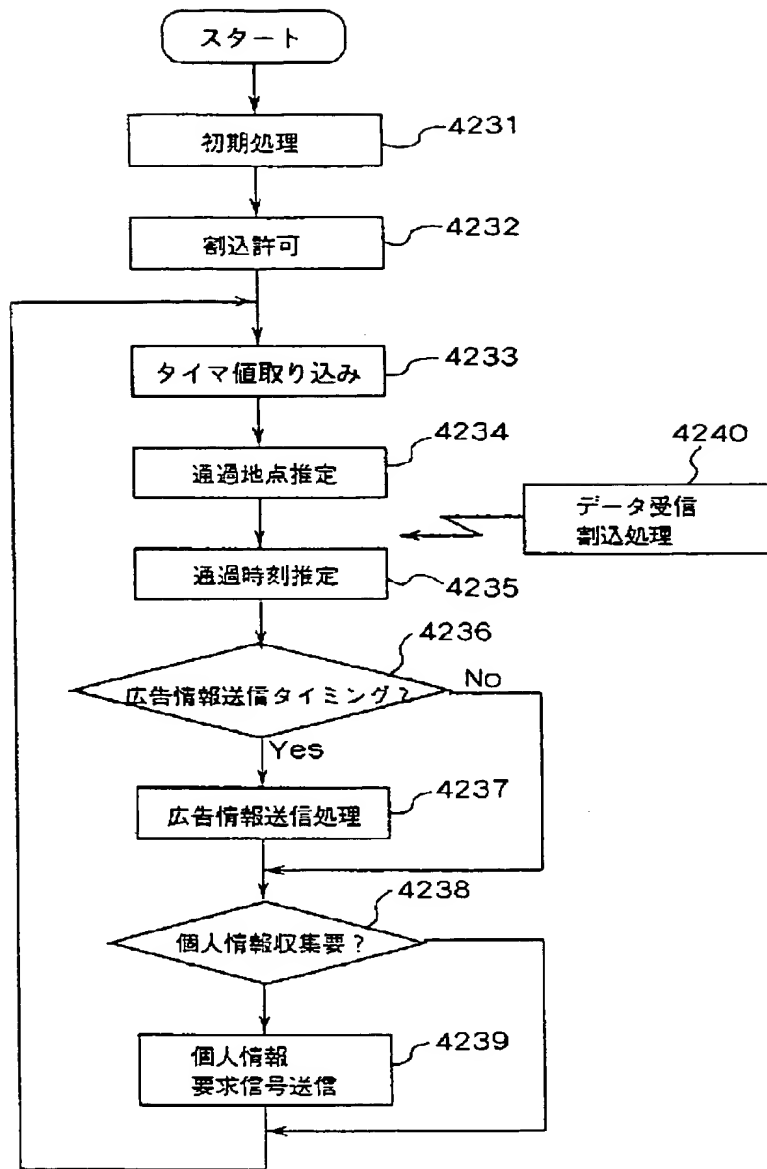 スタート
初期処理
4231
割込許可
4232
タイマ値取り込み
4233
通過地点推定
4234
データ受信
割込処理
4240
通過時刻推定
4235
広告情報送信タイミング?
4236
No
Yes
広告情報送信処理
4237
個人情報収集要?
4238
個人情報
要求信号送信
4239